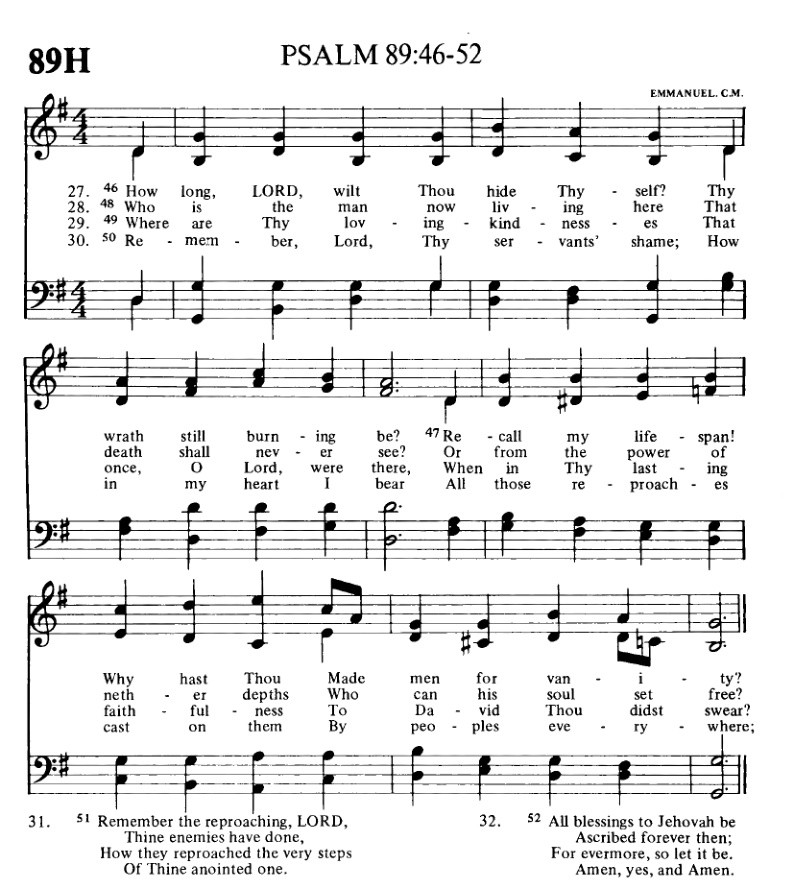 89H
PSALM 89:46-52
EMMANUEL. C.M.
27. 46 How long, LORD, wilt Thou hide Thy - self? Thy
28. 48 Who is the man now liv - ing here That
29. 49 Where are Thy lov - ing - kind - ness - es That
30. 50 Re - mem - ber, Lord, Thy ser - vants' shame; How
wrath still burn - ing be? 47 Re - call my life - span!
death shall nev - er see? Or from the power of
once, O Lord, were there, When in Thy last - ing
in my heart I bear All those re - proach - es
Why hast Thou Made men for van - i - ty?
neth - er depths Who can his soul set free?
faith - ful - ness To Da - vid Thou didst swear?
cast on them By peo - ples eve - ry - where;
31. 51 Remember the reproaching, LORD,
Thine enemies have done,
How they reproached the very steps
Of Thine anointed one.
32. 52 All blessings to Jehovah be
Ascribed forever then;
For evermore, so let it be.
Amen, yes, and Amen.